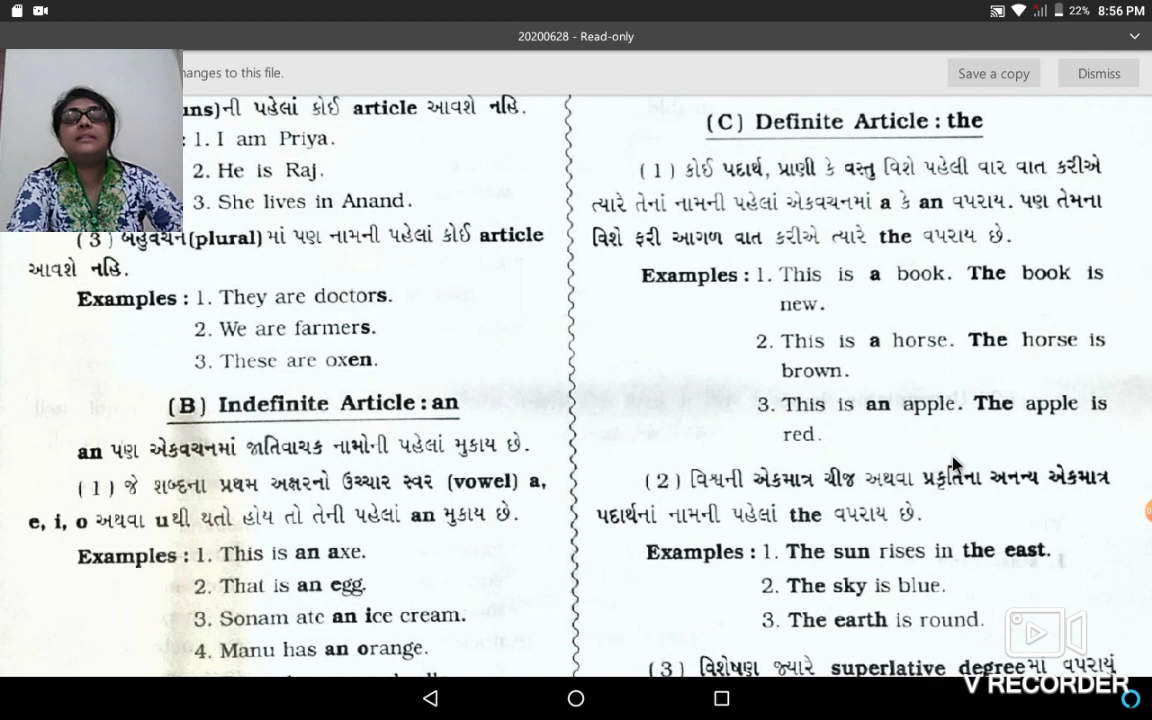 22% 8:56 PM
20200628 - Read-only
hanges to this file.
Save a copy
Dismiss
uns)ની પહેલાં કોઈ article આવશે નહિ.
: 1. I am Priya.
2. He is Raj.
3. She lives in Anand.
(3) બહુવચન(plural)માં પણ નામની પહેલાં કોઈ article
આવશે નહિ.
Examples : 1. They are doctors.
2. We are farmers.
3. These are oxen.
(B) Indefinite Article : an
an પણ એકવચનમાં જાતિવાચક નામોની પહેલાં મુકાય છે.
(1) જે શબ્દના પ્રથમ અક્ષરનો ઉચ્ચાર સ્વર (vowel) a,
e, i, o અથવા uથી થતો હોય તો તેની પહેલાં an મુકાય છે.
Examples : 1. This is an axe.
2. That is an egg.
3. Sonam ate an ice cream.
4. Manu has an orange.
(C) Definite Article : the
(1) કોઈ પદાર્થ, પ્રાણી કે વસ્તુ વિશે પહેલી વાર વાત કરીએ
ત્યારે તેનાં નામની પહેલાં એકવચનમાં a કે an વપરાય. પણ તેમના
વિશે ફરી આગળ વાત કરીએ ત્યારે the વપરાય છે.
Examples : 1. This is a book. The book is
new.
2. This is a horse. The horse is
brown.
3. This is an apple. The apple is
red.
(2) વિશ્વની એકમાત્ર ચીજ અથવા પ્રકૃતિના અનન્ય એકમાત્ર
પદાર્થનાં નામની પહેલાં the વપરાય છે.
Examples : 1. The sun rises in the east.
2. The sky is blue.
3. The earth is round.
(3) વિશેષણ જ્યારે superlative degreeમાં વપરાયું
V RECORDER